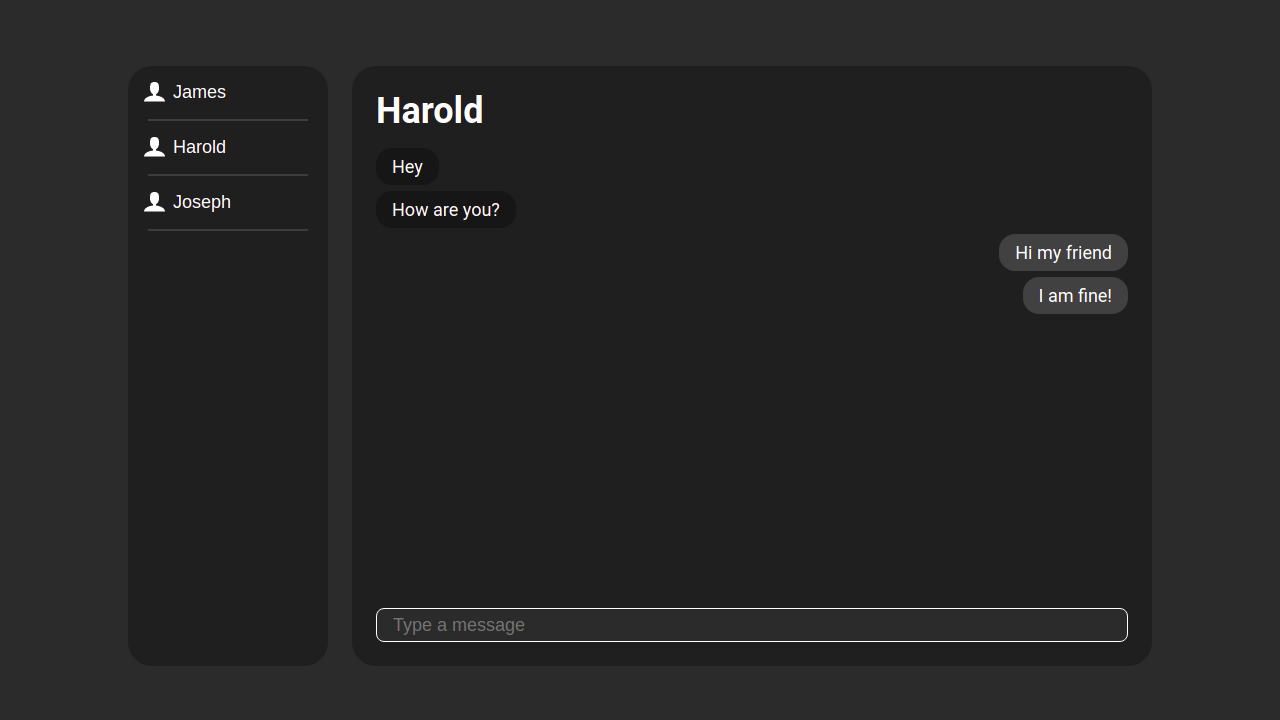 James
Harold
Joseph
Harold
Hey
How are you?
Hi my friend
I am fine!
Type a message